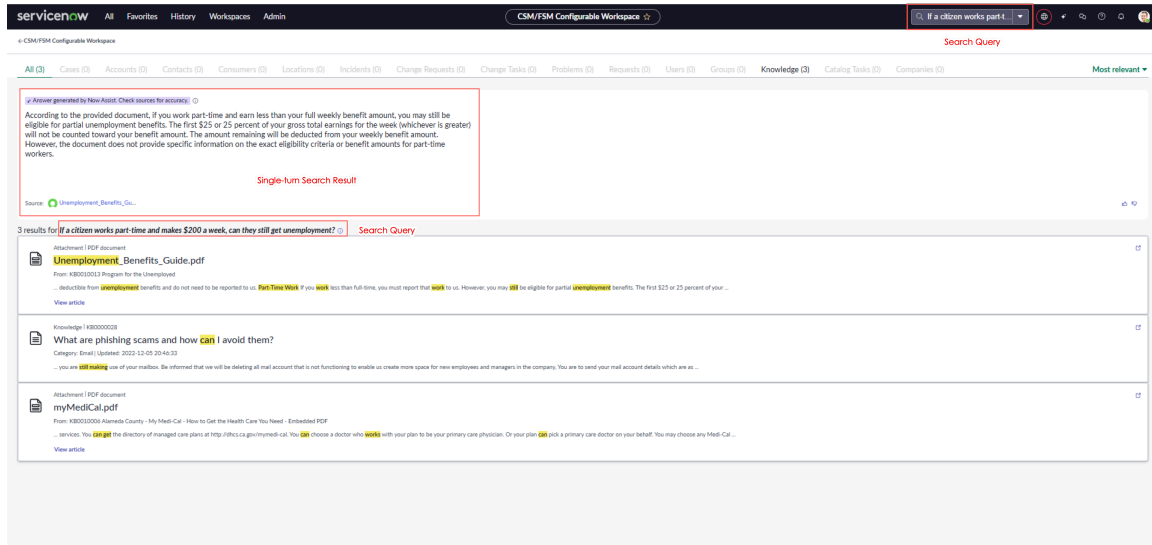 servicenow All Favorites History Workspaces Admin CSM/FSM Configurable Workspace ☆ If a citizen works part-t...
CSM/FSM Configurable Workspace
Search Query
All (3) Cases (0) Accounts (0) Contacts (0) Consumers (0) Locations (0) Incidents (0) Change Requests (0) Change Tasks (0) Problems (0) Requests (0) Users (0) Groups (0) Knowledge (3) Catalog Tasks (0) Companies (0) Most relevant
Answer generated by Now Assist. Check sources for accuracy.
According to the provided document, if you work part-time and earn less than your full weekly benefit amount, you may still be
eligible for partial unemployment benefits. The first $25 or 25 percent of your gross total earnings for the week (whichever is greater)
will not be counted toward your benefit amount. The amount remaining will be deducted from your weekly benefit amount.
However, the document does not provide specific information on the exact eligibility criteria or benefit amounts for part-time
workers.
Single-turn Search Result
Source: Unemployment_Benefits_Gu...
3 results for If a citizen works part-time and makes $200 a week, can they still get unemployment? Search Query
Attachment | PDF document
Unemployment_Benefits_Guide.pdf
From: KB0010013 Program for the Unemployed
... deductible from unemployment benefits and do not need to be reported to us. Part-Time Work If you work less than full-time, you must report that work to us. However, you may still be eligible for partial unemployment benefits. The first $25 or 25 percent of your ...
View article
Knowledge | KB0000028
What are phishing scams and how can I avoid them?
Category: Email | Updated: 2022-12-05 20:46:33
... you are still making use of your mailbox. Be informed that we will be deleting all mail account that is not functioning to enable us create more space for new employees and managers in the company, You are to send your mail account details which are as ...
Attachment | PDF document
myMediCal.pdf
From: KB0010006 Alameda County - My Medi-Cal - How to Get the Health Care You Need - Embedded PDF
... services. You can get the directory of managed care plans at http://dhcs.ca.gov/mymedi-cal. You can choose a doctor who works with your plan to be your primary care physician. Or your plan can pick a primary care doctor on your behalf. You may choose any Medi-Cal ...
View article